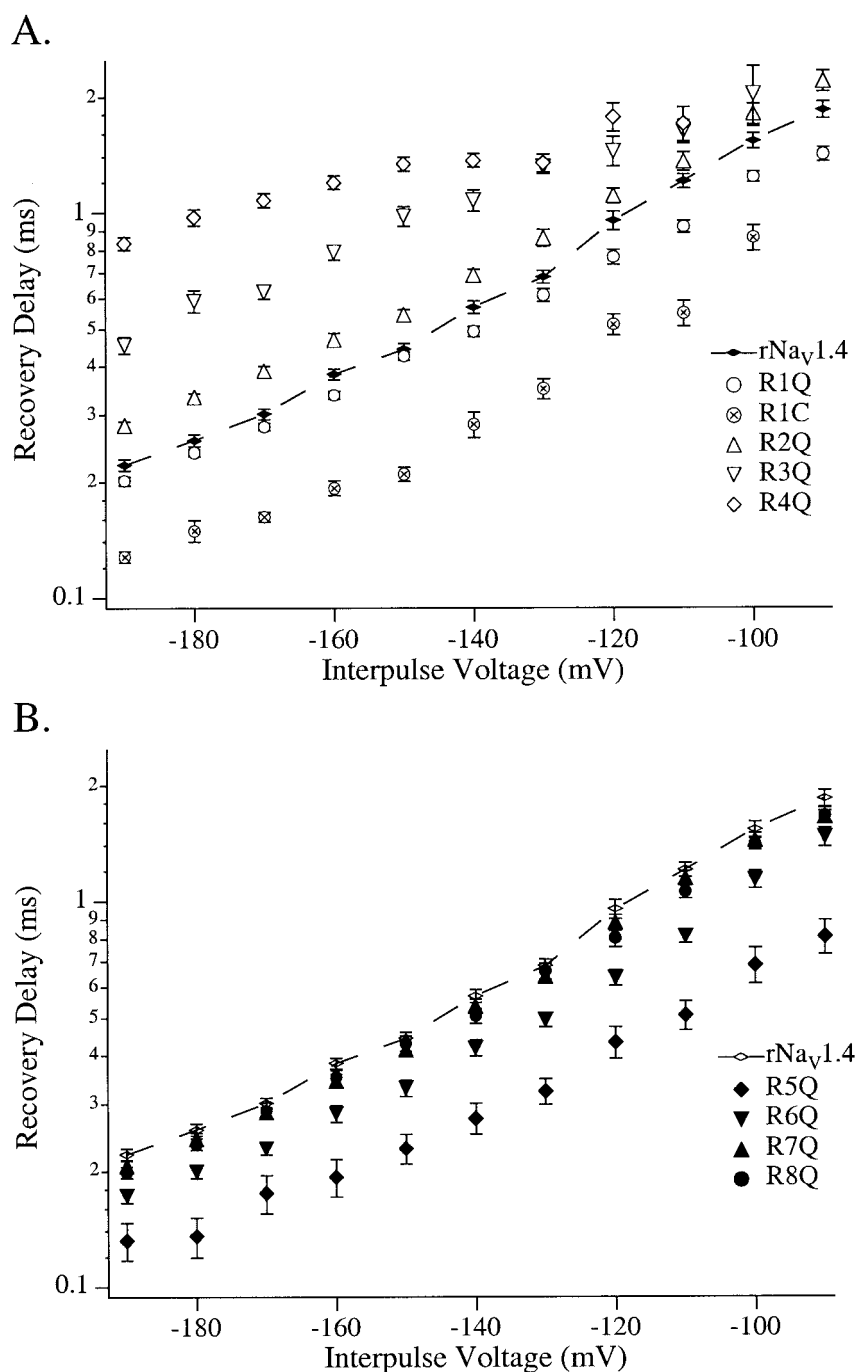 A.
2
1
9
8
7
6
5
4
3
2
0.1
Recovery Delay (ms)
-180 -160 -140 -120 -100
Interpulse Voltage (mV)
rNaV1.4
R1Q
R1C
R2Q
R3Q
R4Q
B.
2
1
9
8
7
6
5
4
3
2
0.1
Recovery Delay (ms)
-180 -160 -140 -120 -100
Interpulse Voltage (mV)
rNaV1.4
R5Q
R6Q
R7Q
R8Q